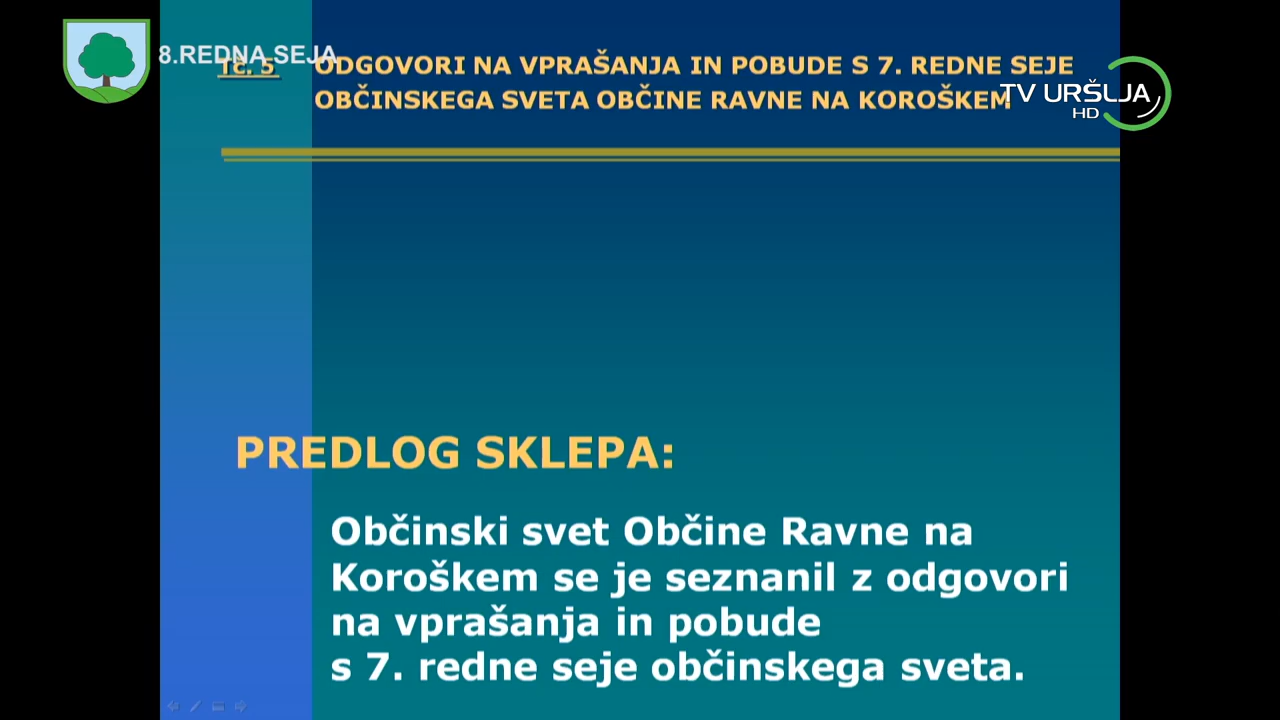 8.REDNA SEJA
Tč. 5
ODGOVORI NA VPRAŠANJA IN POBUDE S 7. REDNE SEJE
OBČINSKEGA SVETA OBČINE RAVNE NA KOROŠKEM
TV URŠLJA
HD
PREDLOG SKLEPA:
Občinski svet Občine Ravne na
Koroškem se je seznanil z odgovori
na vprašanja in pobude
s 7. redne seje občinskega sveta.